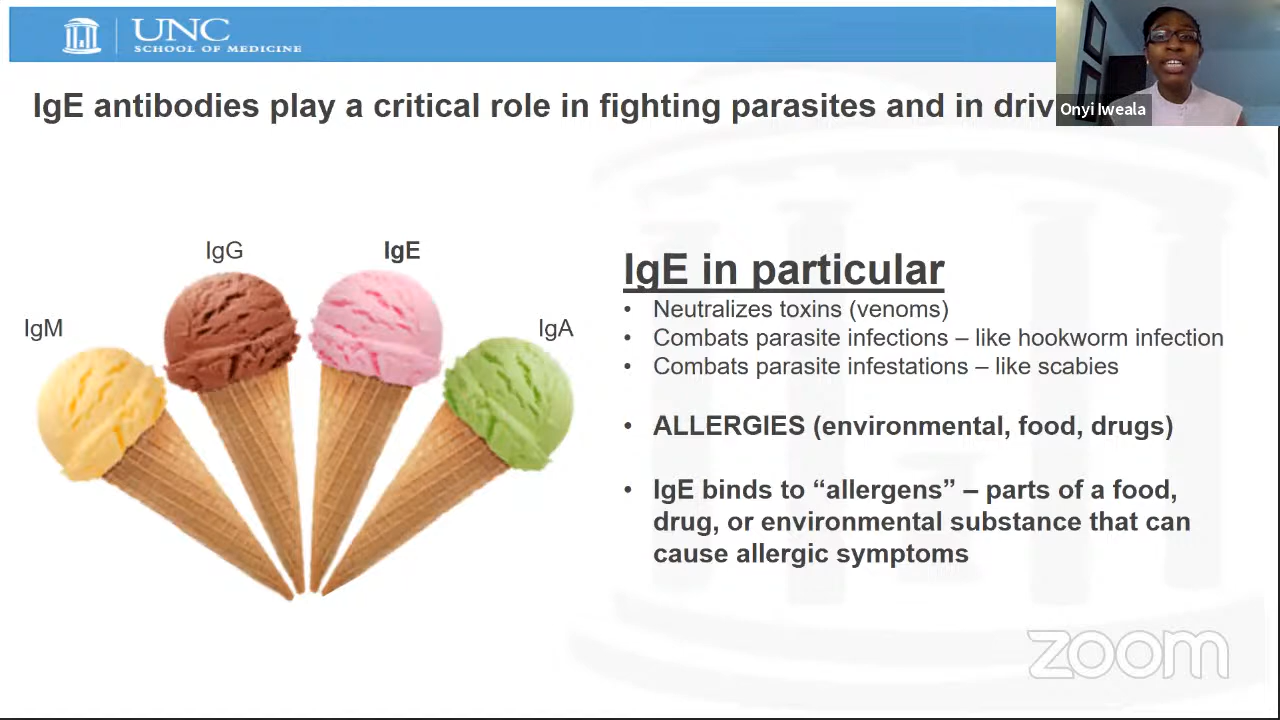 UNC
SCHOOL OF MEDICINE
IgE antibodies play a critical role in fighting parasites and in driv
Onyi Iweala
IgG
IgE
IgM
IgA
IgE in particular
• Neutralizes toxins (venoms)
• Combats parasite infections – like hookworm infection
• Combats parasite infestations – like scabies
• ALLERGIES (environmental, food, drugs)
• IgE binds to “allergens” – parts of a food,
drug, or environmental substance that can
cause allergic symptoms
zoom